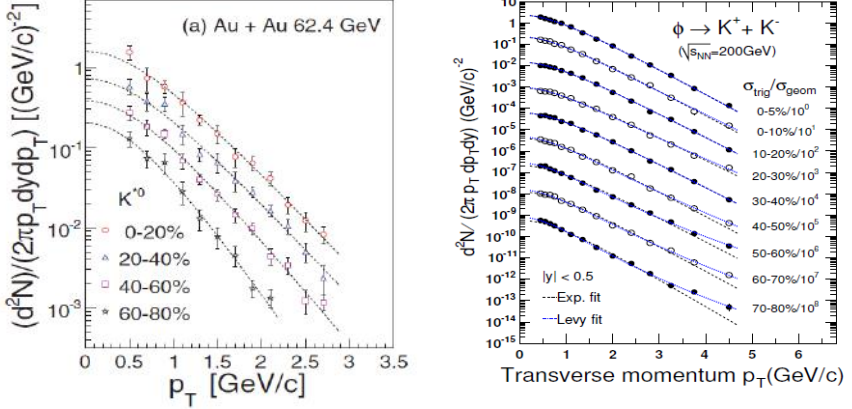 (a) Au + Au 62.4 GeV
(d²N)/(2πp_T dydp_T) [(GeV/c)⁻²]
1
10⁻¹
10⁻²
10⁻³
K*⁰
0-20%
20-40%
40-60%
60-80%
0.0 0.5 1 1.5 2 2.5 3 3.5
p_T [GeV/c]
ϕ → K⁺ + K⁻
(√s_NN=200GeV)
d²N/ (2π p_T dp_T dy) (GeV/c)⁻²
10²
10
1
10⁻¹
10⁻²
10⁻³
10⁻⁴
10⁻⁵
10⁻⁶
10⁻⁷
10⁻⁸
10⁻⁹
10⁻¹⁰
10⁻¹¹
10⁻¹²
10⁻¹³
10⁻¹⁴
10⁻¹⁵
σ_trig/σ_geom
0-5%/10⁰
0-10%/10¹
10-20%/10²
20-30%/10³
30-40%/10⁴
40-50%/10⁵
50-60%/10⁶
60-70%/10⁷
70-80%/10⁸
|y| < 0.5
Exp. fit
Levy fit
0 1 2 3 4 5 6
Transverse momentum p_T(GeV/c)